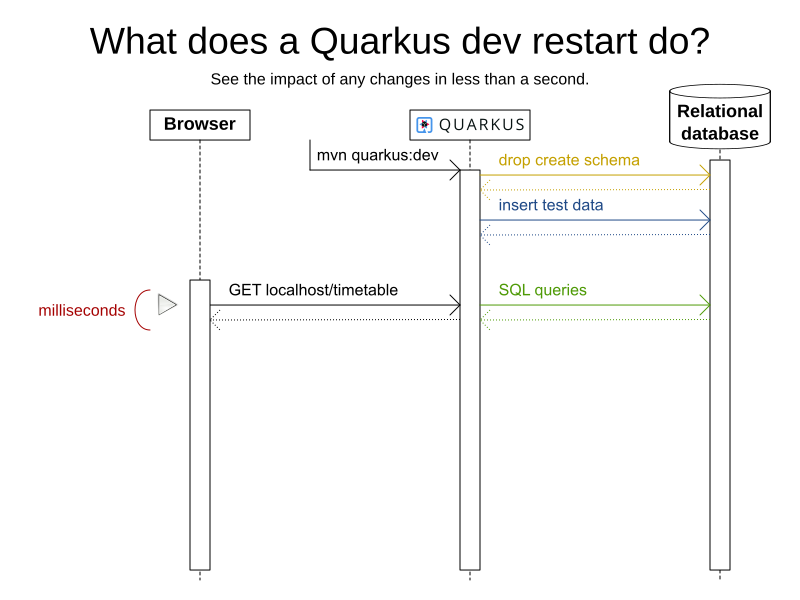 What does a Quarkus dev restart do?
See the impact of any changes in less than a second.
Browser
QUARKUS
Relational
database
mvn quarkus:dev
drop create schema
insert test data
GET localhost/timetable
SQL queries
milliseconds